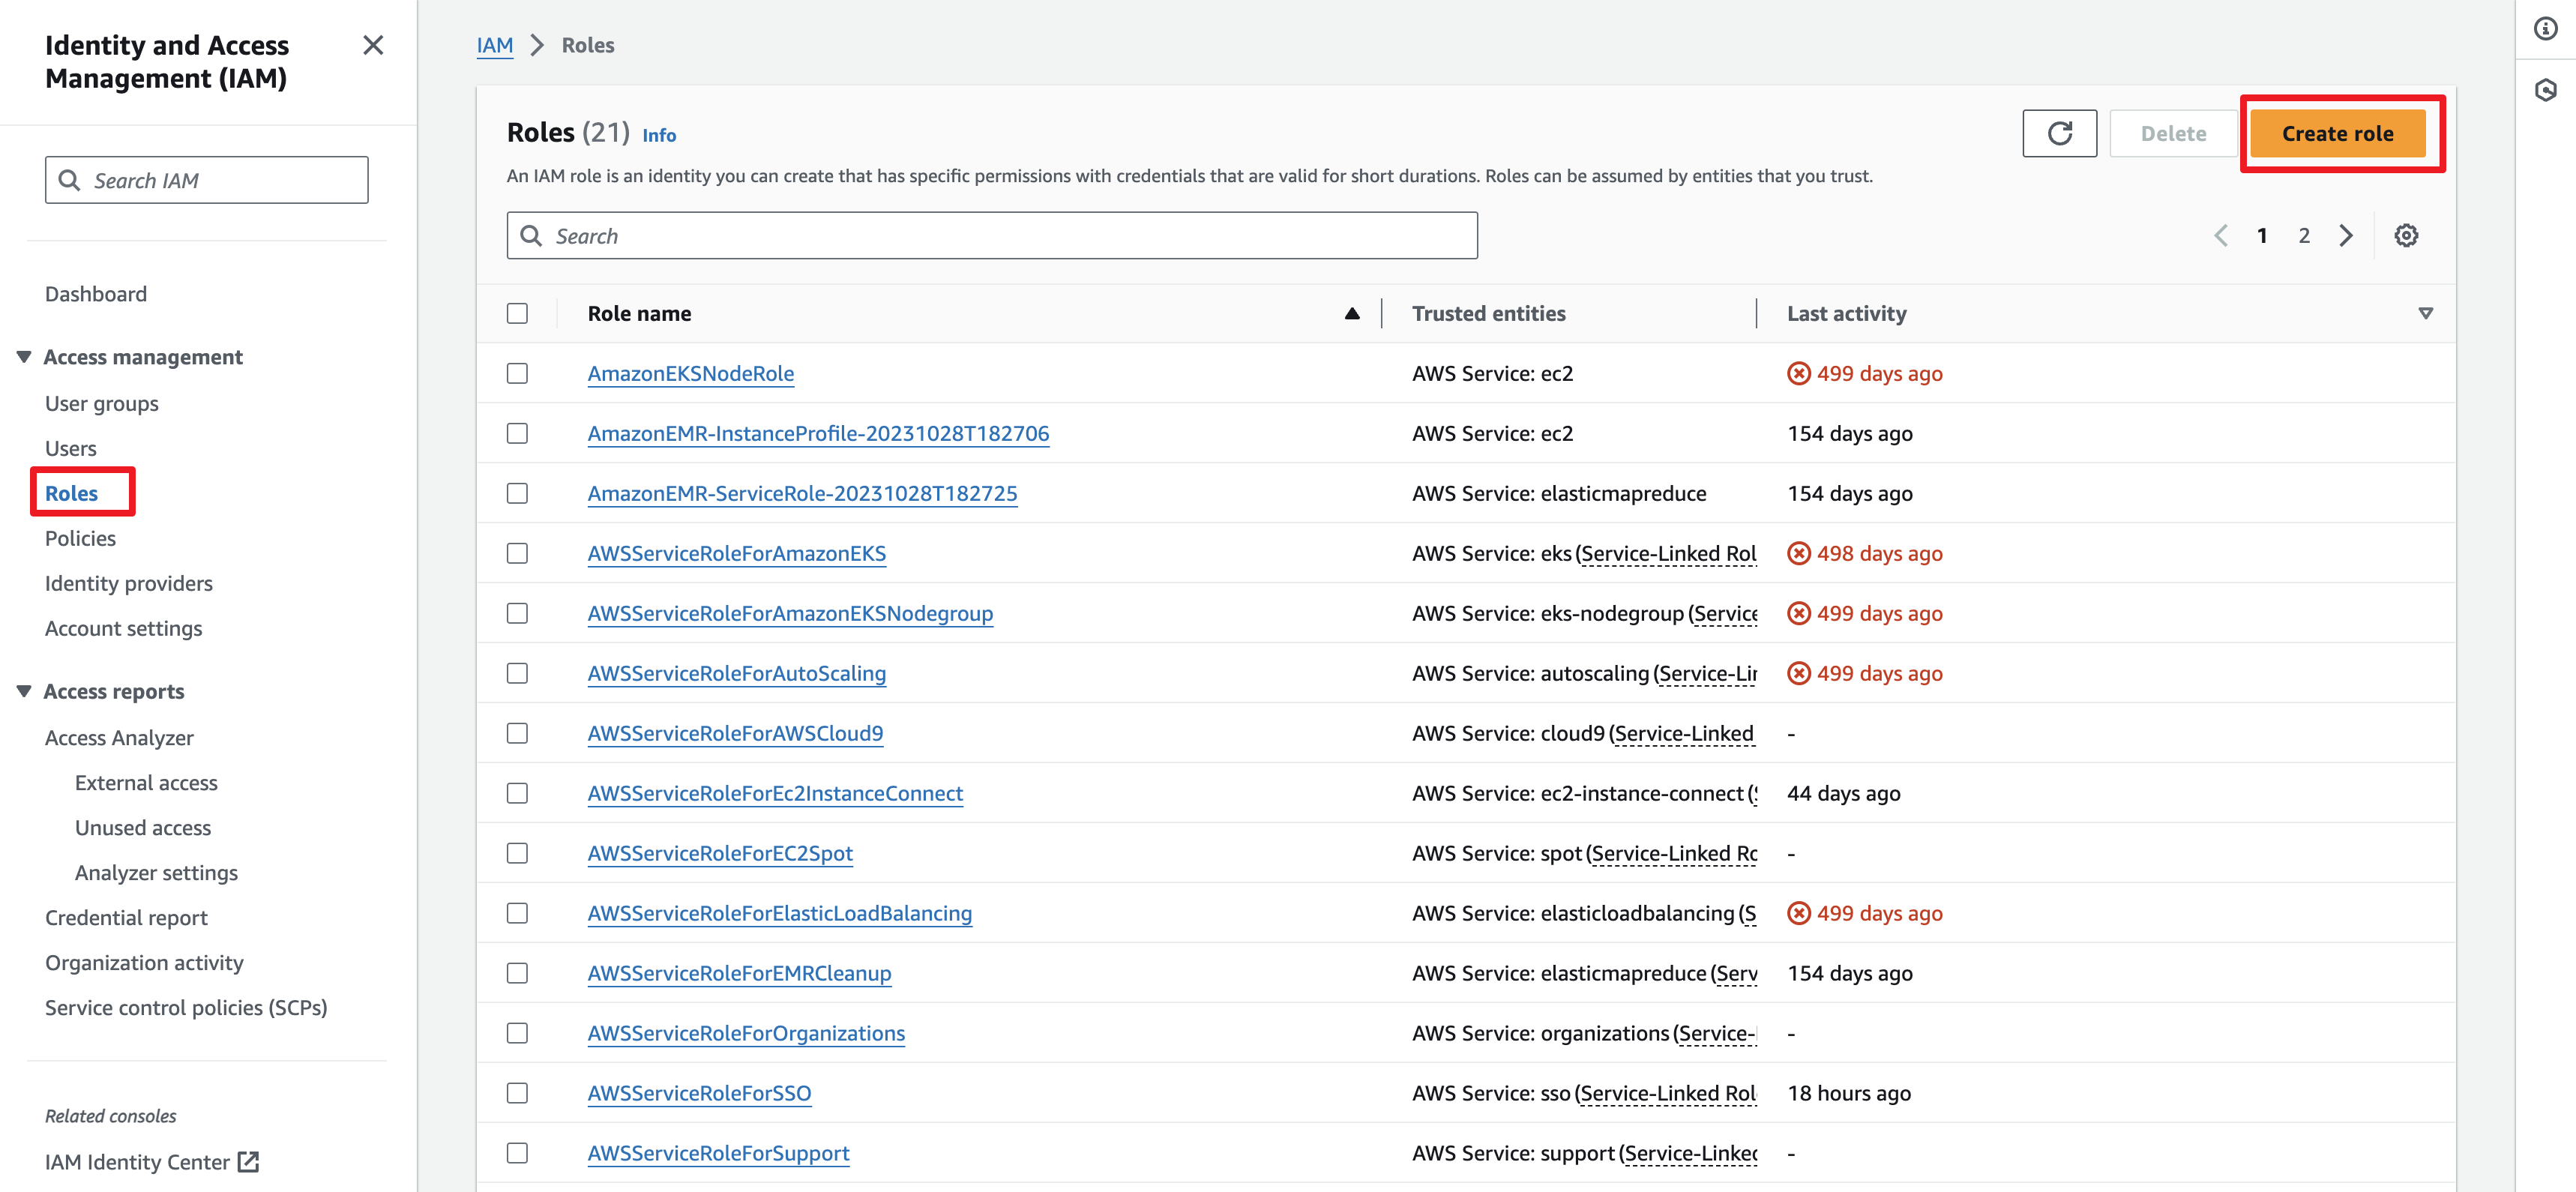 Identity and Access
Management (IAM)
Search IAM
Dashboard
Access management
User groups
Users
Roles
Policies
Identity providers
Account settings
Access reports
Access Analyzer
External access
Unused access
Analyzer settings
Credential report
Organization activity
Service control policies (SCPs)
Related consoles
IAM Identity Center
IAM > Roles
Roles (21) Info
Delete
Create role
An IAM role is an identity you can create that has specific permissions with credentials that are valid for short durations. Roles can be assumed by entities that you trust.
Search
1 2
Role name Trusted entities Last activity
AmazonEKSNodeRole AWS Service: ec2 499 days ago
AmazonEMR-InstanceProfile-20231028T182706 AWS Service: ec2 154 days ago
AmazonEMR-ServiceRole-20231028T182725 AWS Service: elasticmapreduce 154 days ago
AWSServiceRoleForAmazonEKS AWS Service: eks (Service-Linked Rol 498 days ago
AWSServiceRoleForAmazonEKSNodegroup AWS Service: eks-nodegroup (Service 499 days ago
AWSServiceRoleForAutoScaling AWS Service: autoscaling (Service-Lin 499 days ago
AWSServiceRoleForAWSCloud9 AWS Service: cloud9 (Service-Linked -
AWSServiceRoleForEc2InstanceConnect AWS Service: ec2-instance-connect (S 44 days ago
AWSServiceRoleForEC2Spot AWS Service: spot (Service-Linked Ro -
AWSServiceRoleForElasticLoadBalancing AWS Service: elasticloadbalancing (S 499 days ago
AWSServiceRoleForEMRCleanup AWS Service: elasticmapreduce (Serv 154 days ago
AWSServiceRoleForOrganizations AWS Service: organizations (Service- -
AWSServiceRoleForSSO AWS Service: sso (Service-Linked Rol 18 hours ago
AWSServiceRoleForSupport AWS Service: support (Service-Linked -